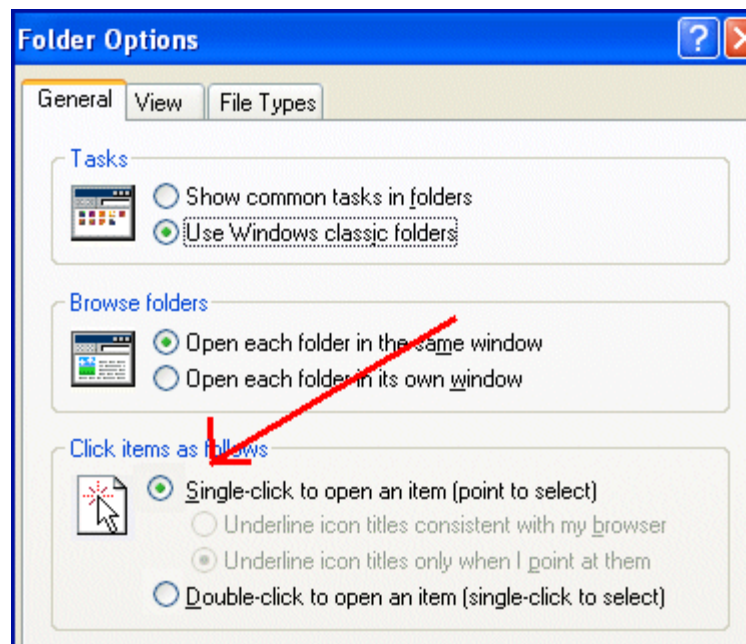 Folder Options
General View File Types
Tasks
Show common tasks in folders
Use Windows classic folders
Browse folders
Open each folder in the same window
Open each folder in its own window
Click items as follows
Single-click to open an item (point to select)
Underline icon titles consistent with my browser
Underline icon titles only when I point at them
Double-click to open an item (single-click to select)